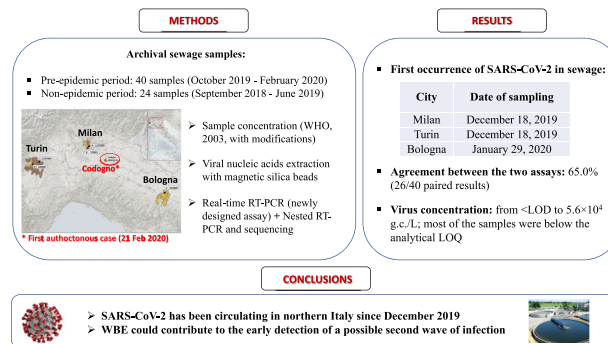 METHODS
Archival sewage samples:
▪ Pre-epidemic period: 40 samples (October 2019 - February 2020)
▪ Non-epidemic period: 24 samples (September 2018 - June 2019)
Milan
Turin
Codogno*
Bologna
* First authoctonous case (21 Feb 2020)
➤ Sample concentration (WHO,
2003, with modifications)
➤ Viral nucleic acids extraction
with magnetic silica beads
➤ Real-time RT-PCR (newly
designed assay) + Nested RT-
PCR and sequencing
RESULTS
▪ First occurrence of SARS-CoV-2 in sewage:
City Date of sampling
Milan December 18, 2019
Turin December 18, 2019
Bologna January 29, 2020
▪ Agreement between the two assays: 65.0%
(26/40 paired results)
▪ Virus concentration: from <LOD to 5.6×10⁴
g.c./L; most of the samples were below the
analytical LOQ
CONCLUSIONS
➤ SARS-CoV-2 has been circulating in northern Italy since December 2019
➤ WBE could contribute to the early detection of a possible second wave of infection